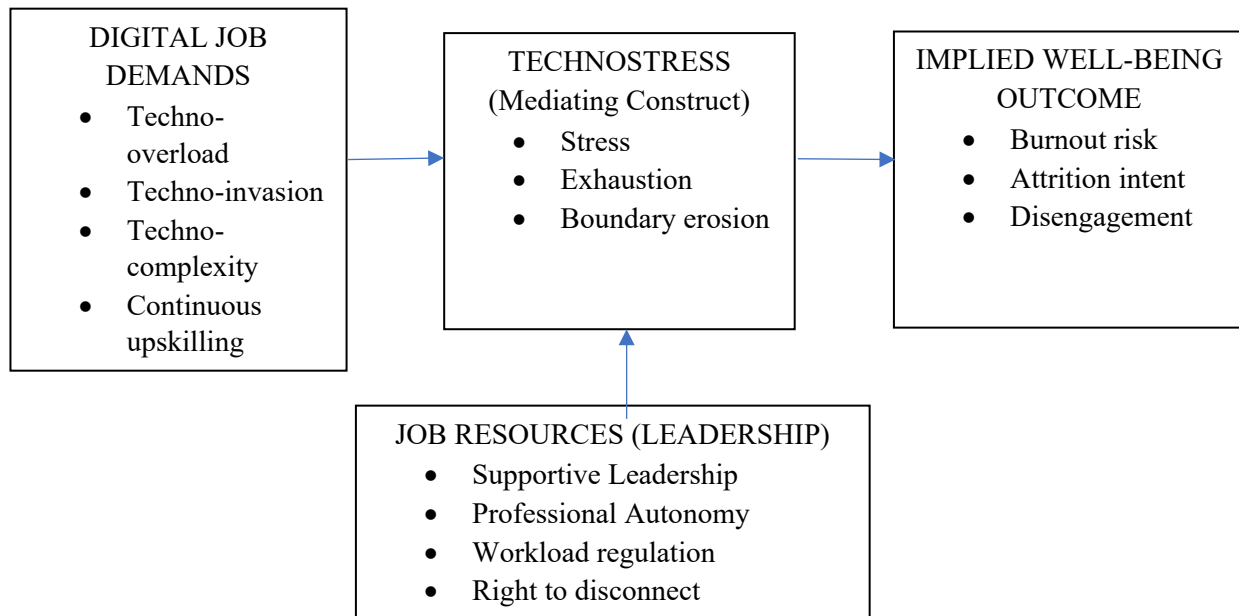 DIGITAL JOB
DEMANDS
• Techno-
overload
• Techno-invasion
• Techno-
complexity
• Continuous
upskilling
TECHNOSTRESS
(Mediating Construct)
• Stress
• Exhaustion
• Boundary erosion
IMPLIED WELL-BEING
OUTCOME
• Burnout risk
• Attrition intent
• Disengagement
JOB RESOURCES (LEADERSHIP)
• Supportive Leadership
• Professional Autonomy
• Workload regulation
• Right to disconnect